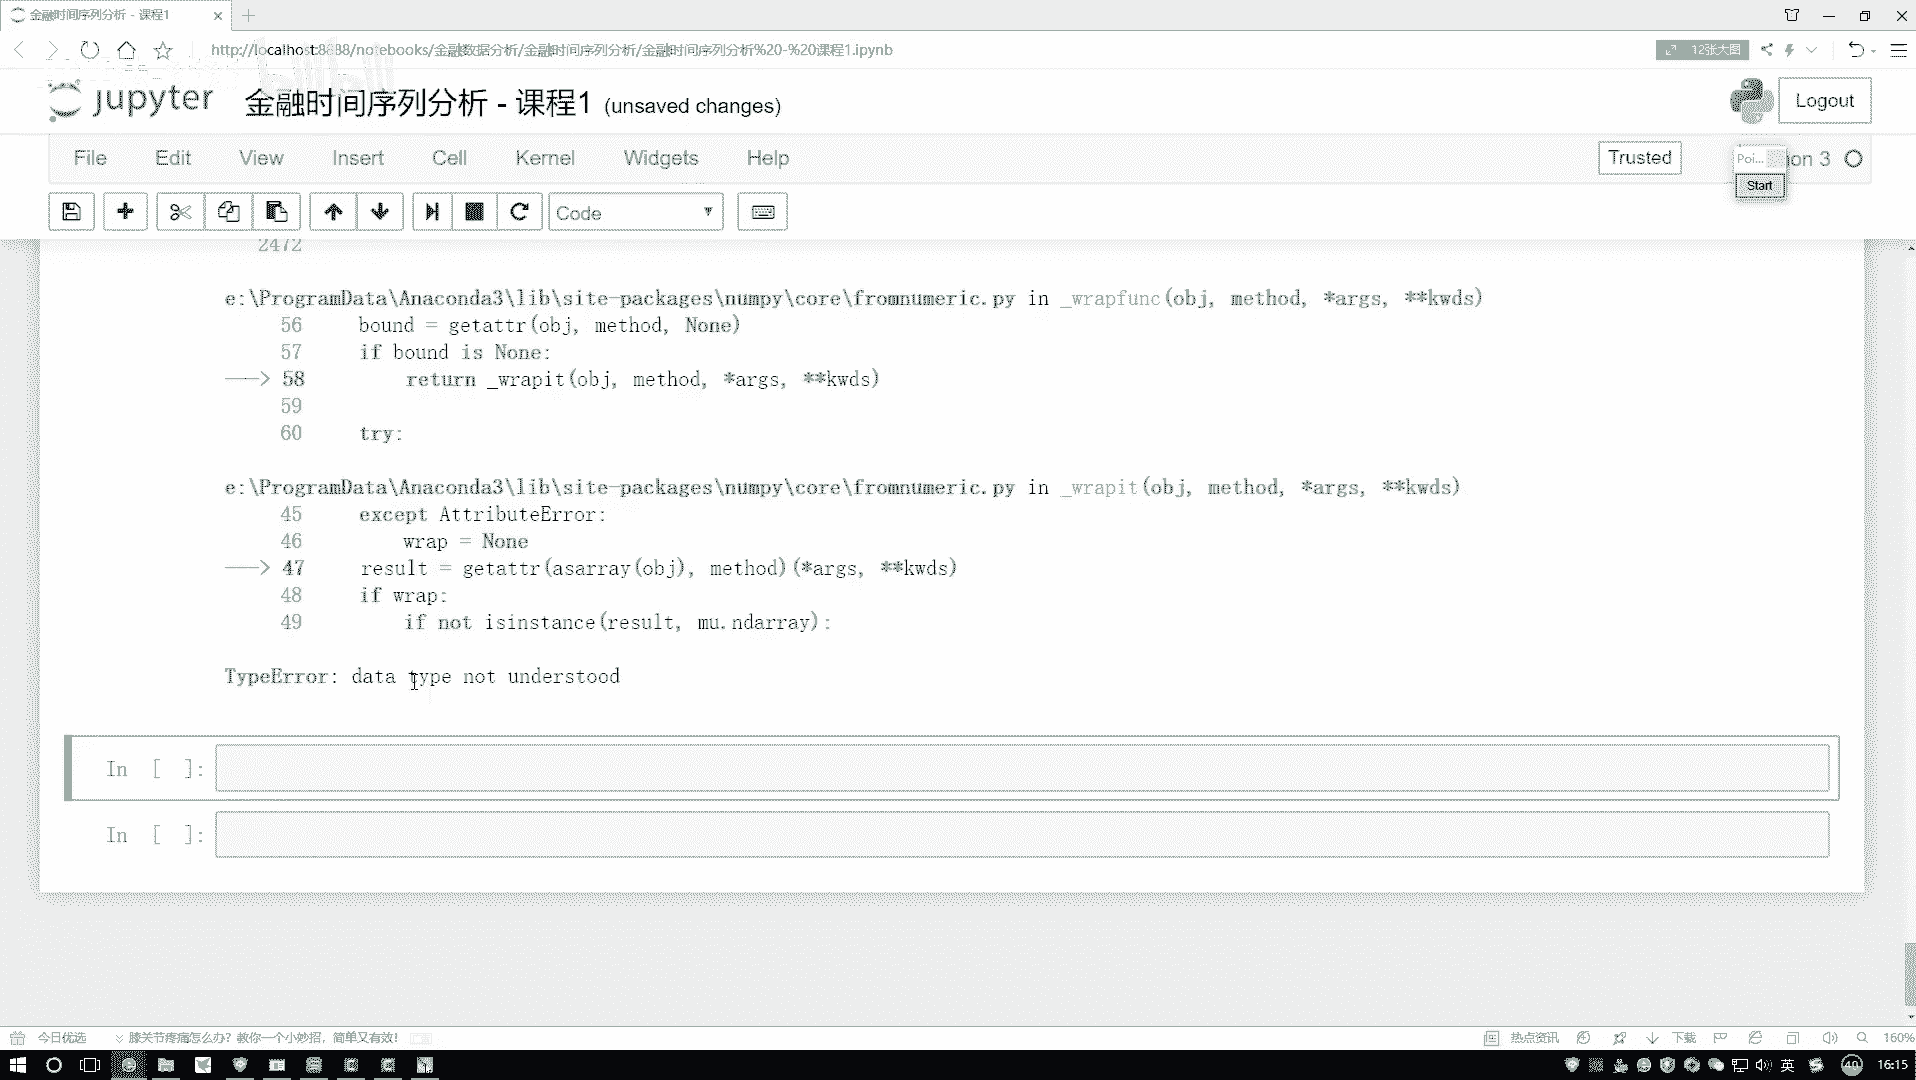 金融时间序列分析 - 课程1
http://localhost:8888/notebooks/金融数据分析/金融时间序列分析/金融时间序列分析%20-%20课程1.ipynb
12张大图
jupyter 金融时间序列分析 - 课程1 (unsaved changes)
Logout
File Edit View Insert Cell Kernel Widgets Help
Trusted
Poi... on 3
Start
Code
2472
e:\ProgramData\Anaconda3\lib\site-packages\numpy\core\fromnumeric.py in _wrapfunc(obj, method, *args, **kwds)
56 bound = getattr(obj, method, None)
57 if bound is None:
---> 58 return _wrapit(obj, method, *args, **kwds)
59
60 try:
e:\ProgramData\Anaconda3\lib\site-packages\numpy\core\fromnumeric.py in _wrapit(obj, method, *args, **kwds)
45 except AttributeError:
46 wrap = None
---> 47 result = getattr(asarray(obj), method)(*args, **kwds)
48 if wrap:
49 if not isinstance(result, mu.ndarray):
TypeError: data type not understood
In [ ]:
In [ ]:
今日优选 膝关节疼痛怎么办？教你一个小妙招，简单又有效！
热点资讯 下载 160%
英 40 16:15